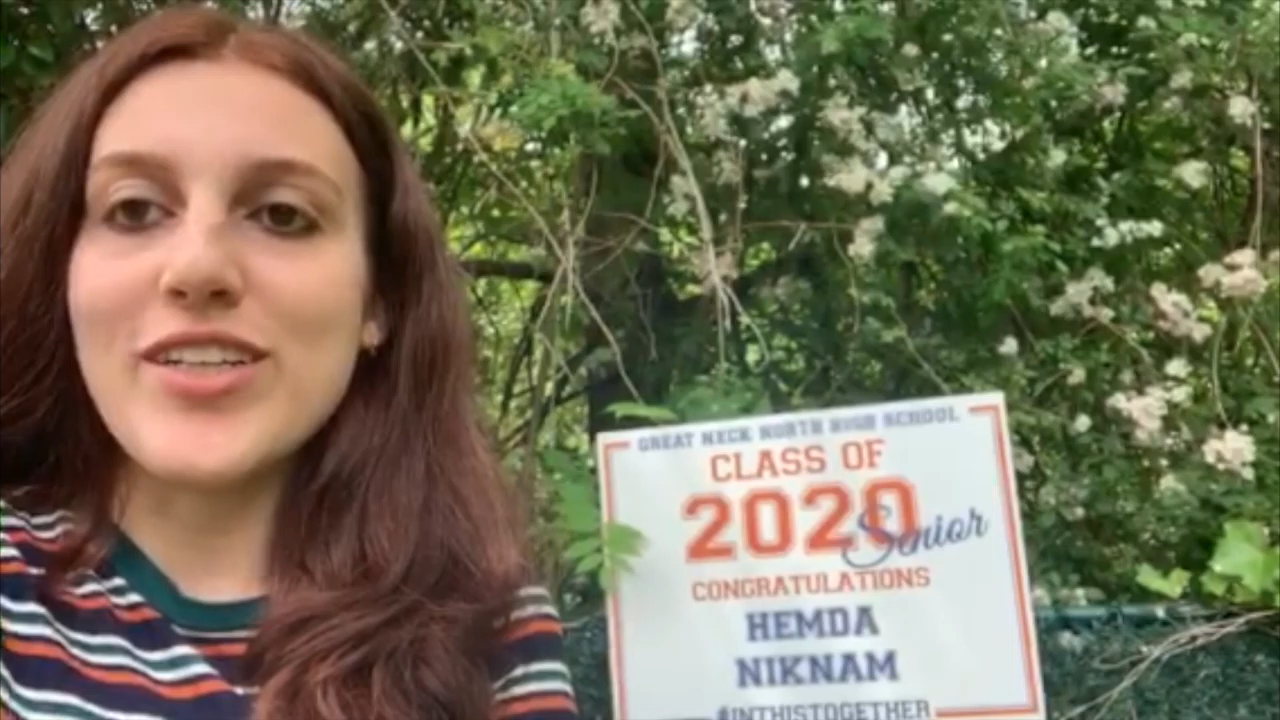 GREAT NECK NORTH HIGH SCHOOL
CLASS OF
2020
Senior
CONGRATULATIONS
HEMDA
NIKNAM
#INTHISTOGETHER